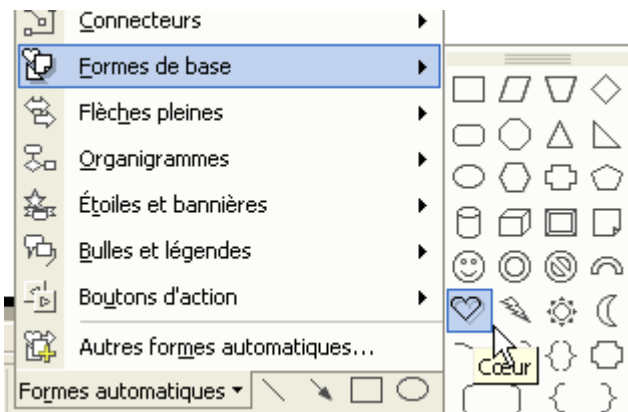 Connecteurs
Formes de base
Flèches pleines
Organigrammes
Étoiles et bannières
Bulles et légendes
Boutons d'action
Autres formes automatiques...
Cœur
Formes automatiques